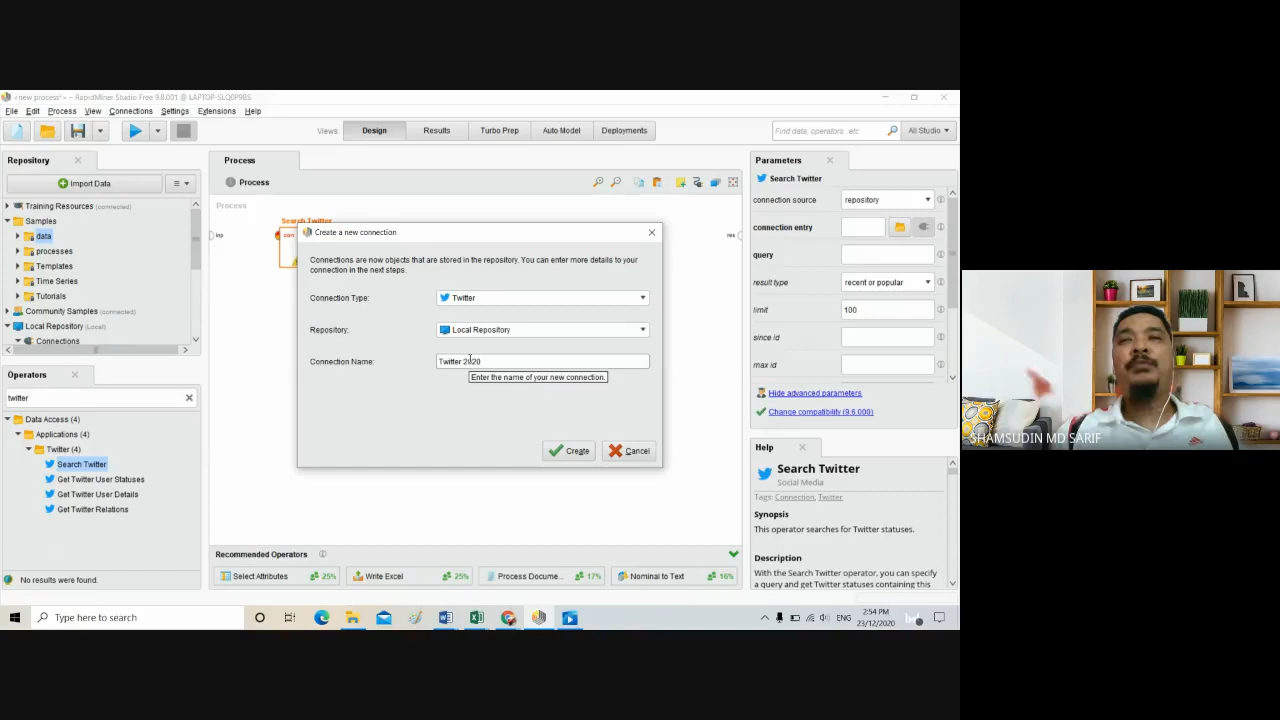 <new process*> – RapidMiner Studio Free 9.8.001 @ LAPTOP-SLQ0P9BS
File Edit Process View Connections Settings Extensions Help
Views: Design Results Turbo Prep Auto Model Deployments
Find data, operators...etc
All Studio
Repository
Import Data
Training Resources (connected)
Samples
data
processes
Templates
Time Series
Tutorials
Community Samples (connected)
Local Repository (Local)
Connections
Operators
twitter
Data Access (4)
Applications (4)
Twitter (4)
Search Twitter
Get Twitter User Statuses
Get Twitter User Details
Get Twitter Relations
No results were found.
Process
Process
Process
inp
Search Twitter
con
res
Create a new connection
Connections are now objects that are stored in the repository. You can enter more details to your
connection in the next steps.
Connection Type: Twitter
Repository: Local Repository
Connection Name: Twitter 2020
Enter the name of your new connection.
Create Cancel
Recommended Operators
Select Attributes 25%
Write Excel 25%
Process Docume... 17%
Nominal to Text 16%
Parameters
Search Twitter
connection source repository
connection entry
query
result type recent or popular
limit 100
since id
max id
Hide advanced parameters
Change compatibility (9.6.000)
Help
Search Twitter
Social Media
Tags: Connection, Twitter
Synopsis
This operator searches for Twitter statuses.
Description
With the Search Twitter operator, you can specify
a query and get Twitter statuses containing this
Type here to search
ENG
2:54 PM
23/12/2020
SHAMSUDIN MD SARIF